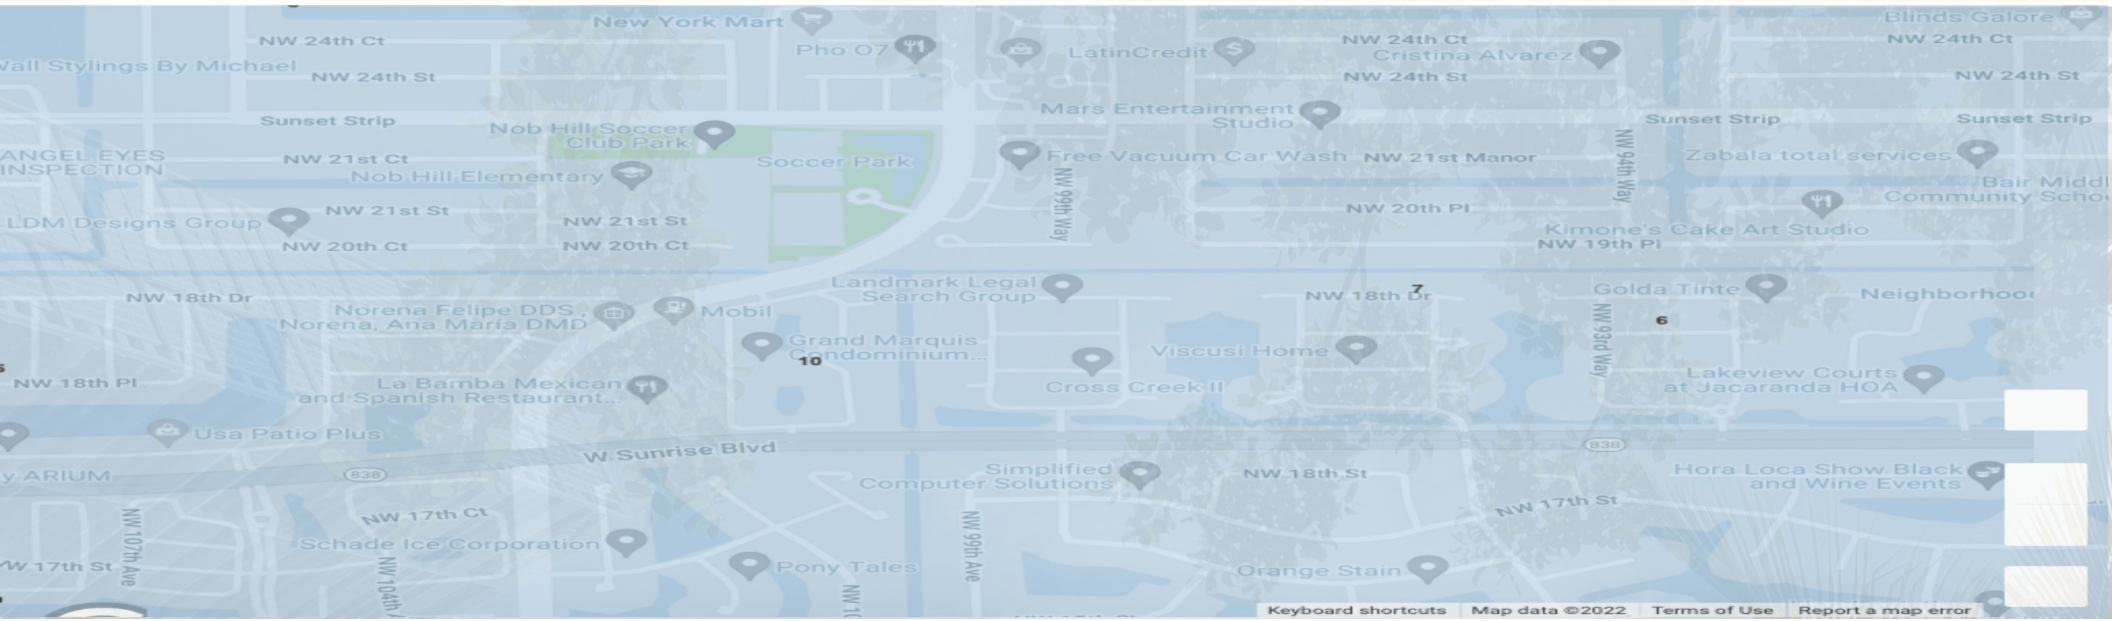 New York Mart
Blinds Galore
NW 24th Ct
Pho 07
LatinCredit
NW 24th Ct
Cristina Alvarez
NW 24th Ct
Wall Stylings By Michael
NW 24th St
NW 24th St
NW 24th St
Mars Entertainment
Studio
Sunset Strip
Sunset Strip
Sunset Strip
Nob Hill Soccer
Club Park
ANGEL EYES
INSPECTION
NW 21st Ct
Soccer Park
Free Vacuum Car Wash
NW 21st Manor
NW 94th Way
Zabala total services
Nob Hill Elementary
NW 99th Way
Bair Middl
Community Scho
LDM Designs Group
NW 21st St
NW 21st St
NW 20th Pl
Kimone's Cake Art Studio
NW 20th Ct
NW 20th Ct
NW 19th Pl
Landmark Legal
Search Group
NW 18th Dr
NW 18th Dr
7
Golda Tinte
Neighborhoo
Norena Felipe DDS,
Norena, Ana María DMD
Mobil
6
NW 93rd Way
Grand Marquis
Condominium...
10
Viscusi Home
NW 18th Pl
La Bamba Mexican
and Spanish Restaurant...
Cross Creek II
Lakeview Courts
at Jacaranda HOA
Usa Patio Plus
W Sunrise Blvd
838
838
y ARIUM
Simplified
Computer Solutions
NW 18th St
Hora Loca Show Black
and Wine Events
NW 107th Ave
NW 17th Ct
NW 17th St
Schade Ice Corporation
NW 99th Ave
NW 17th St
NW 104th
Pony Tales
NW 10
Orange Stain
Keyboard shortcuts
Map data ©2022
Terms of Use
Report a map error